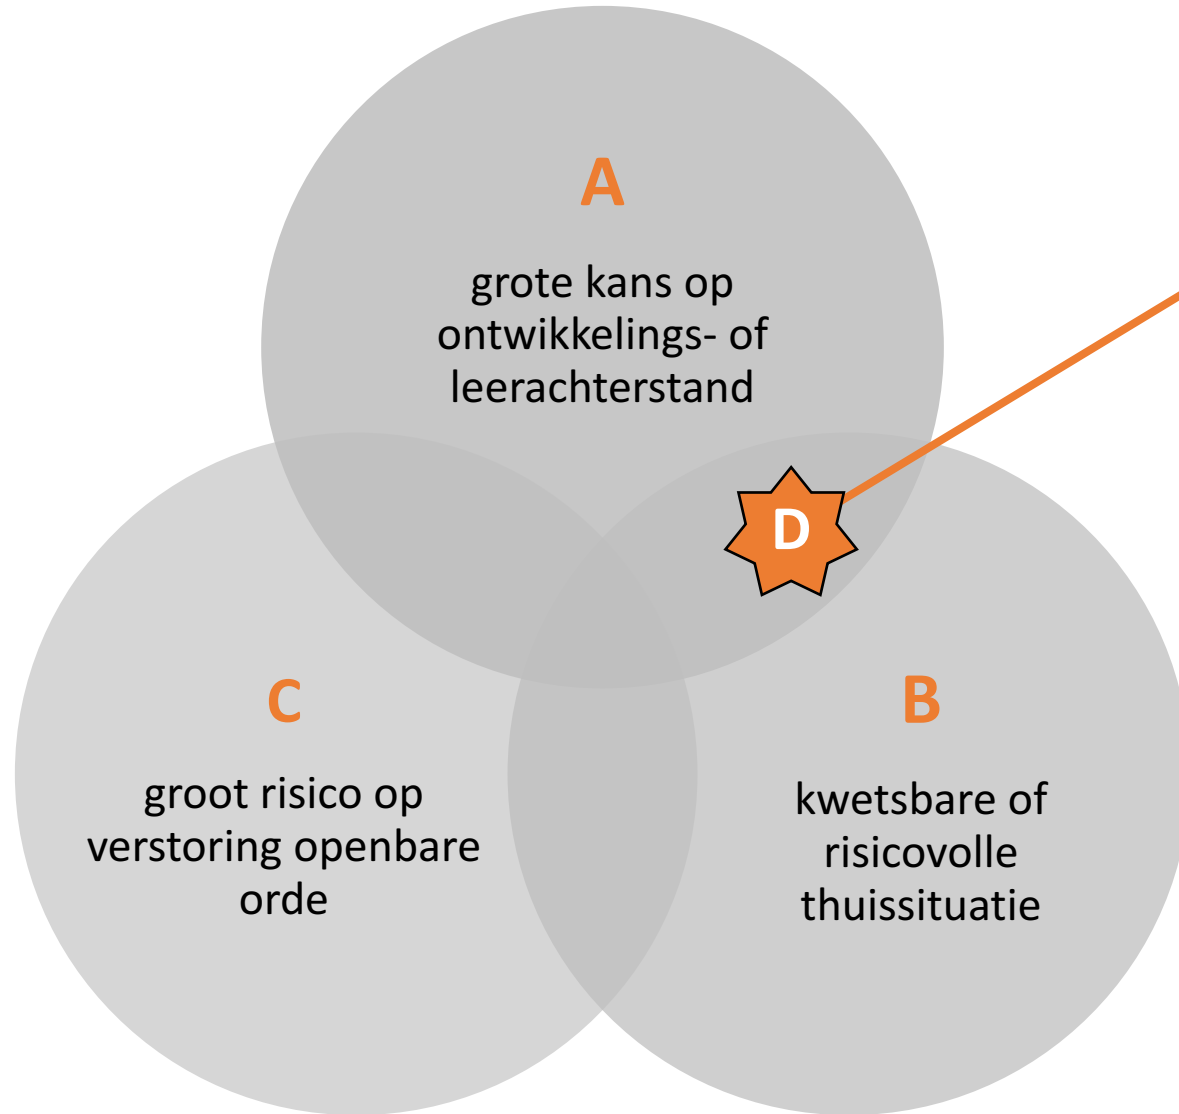 A
grote kans op
ontwikkelings- of
leerachterstand
D
C
groot risico op
verstoring openbare
orde
B
kwetsbare of
risicovolle
thuissituatie